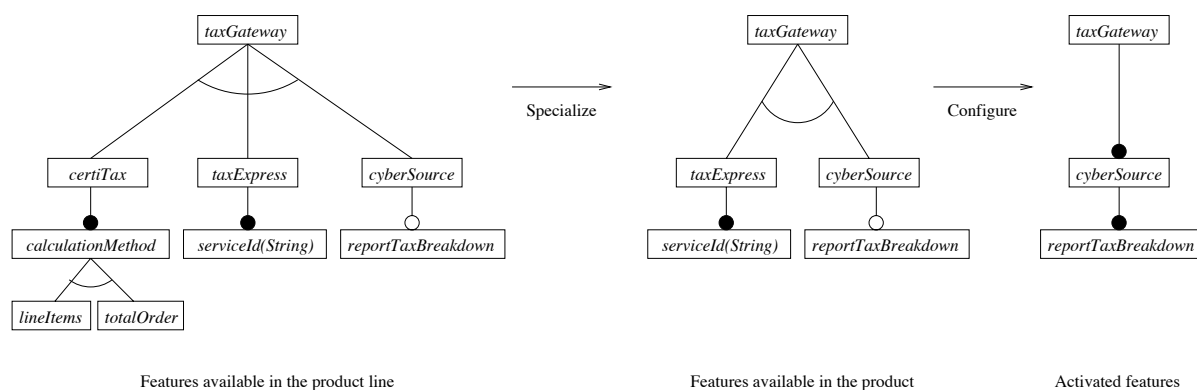 taxGateway
taxGateway
taxGateway
Specialize
Configure
certiTax
taxExpress
cyberSource
taxExpress
cyberSource
cyberSource
calculationMethod
serviceId(String)
reportTaxBreakdown
serviceId(String)
reportTaxBreakdown
reportTaxBreakdown
lineItems
totalOrder
Features available in the product line
Features available in the product
Activated features